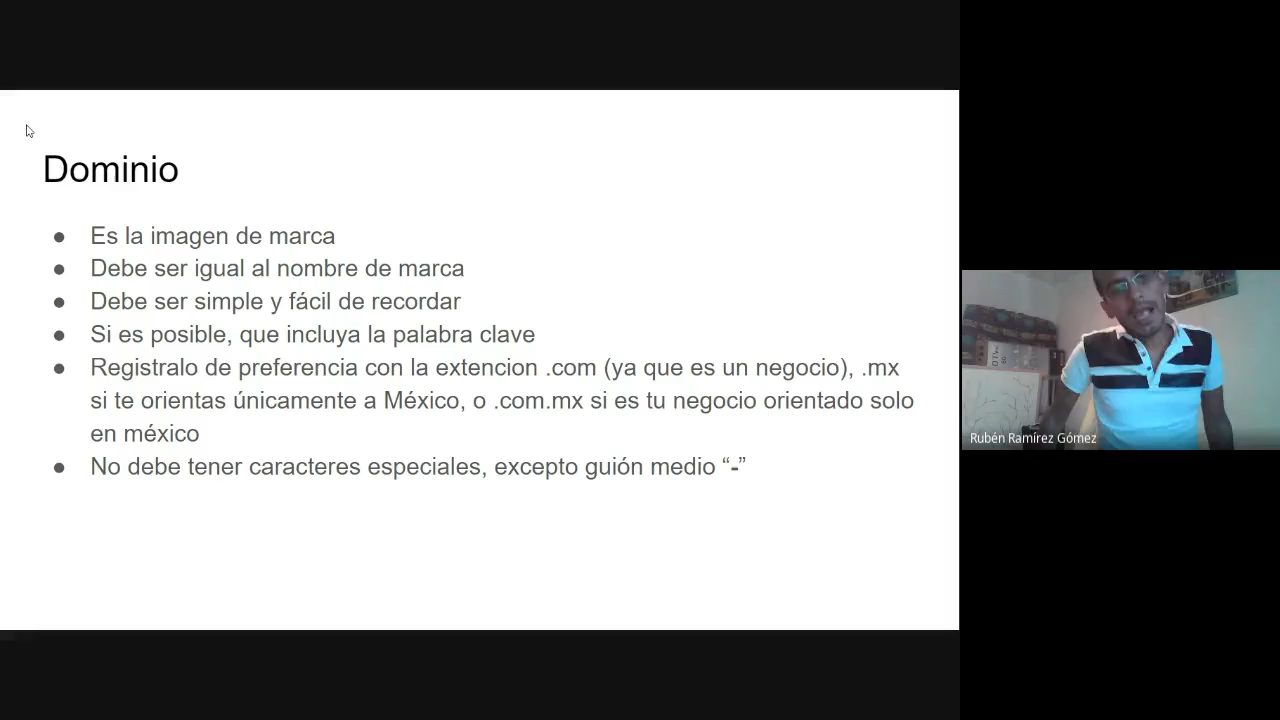 Dominio
● Es la imagen de marca
● Debe ser igual al nombre de marca
● Debe ser simple y fácil de recordar
● Si es posible, que incluya la palabra clave
● Registralo de preferencia con la extencion .com (ya que es un negocio), .mx
si te orientas únicamente a México, o .com.mx si es tu negocio orientado solo
en méxico
● No debe tener caracteres especiales, excepto guión medio “-”
Rubén Ramírez Gómez